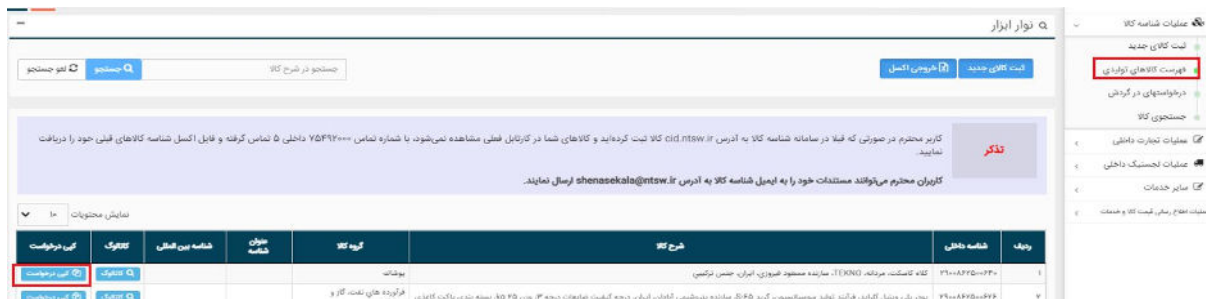 عملیات شناسه کالا
ثبت کالای جدید
فهرست کالاهای تولیدی
درخواستهای در گردش
جستجوی کالا
عملیات تجارت داخلی
عملیات لجستیک داخلی
سایر خدمات
عملیات اطلاع رسانی قیمت کالا و خدمات
نوار ابزار
ثبت کالای جدید خروجی اکسل جستجو در شرح کالا جستجو لغو جستجو
تذکر
کاربر محترم در صورتی که قبلا در سامانه شناسه کالا به آدرس cid.ntsw.ir کالا ثبت کرده‌اید و کالاهای شما در کارتابل فعلی مشاهده نمی‌شود، با شماره تماس ۷۵۴۹۲۰۰۰ داخلی ۵ تماس گرفته و فایل اکسل شناسه کالاهای قبلی خود را دریافت
نمایید.
کاربران محترم می‌توانند مستندات خود را به ایمیل شناسه کالا به آدرس shenasekala@ntsw.ir ارسال نمایند.
نمایش محتویات ۱۰
ردیف شناسه داخلی شرح کالا گروه کالا عنوان شناسه شناسه بین المللی کاتالوگ کپی درخواست
۱ کلاه کاسکت، مردانه، TEKNO، سازنده مسعود فیروزی، ایران، جنس ترکیبی پوشاک کاتالوگ کپی درخواست
۲ فرآورده های نفت، گاز و کاتالوگ کپی درخواست